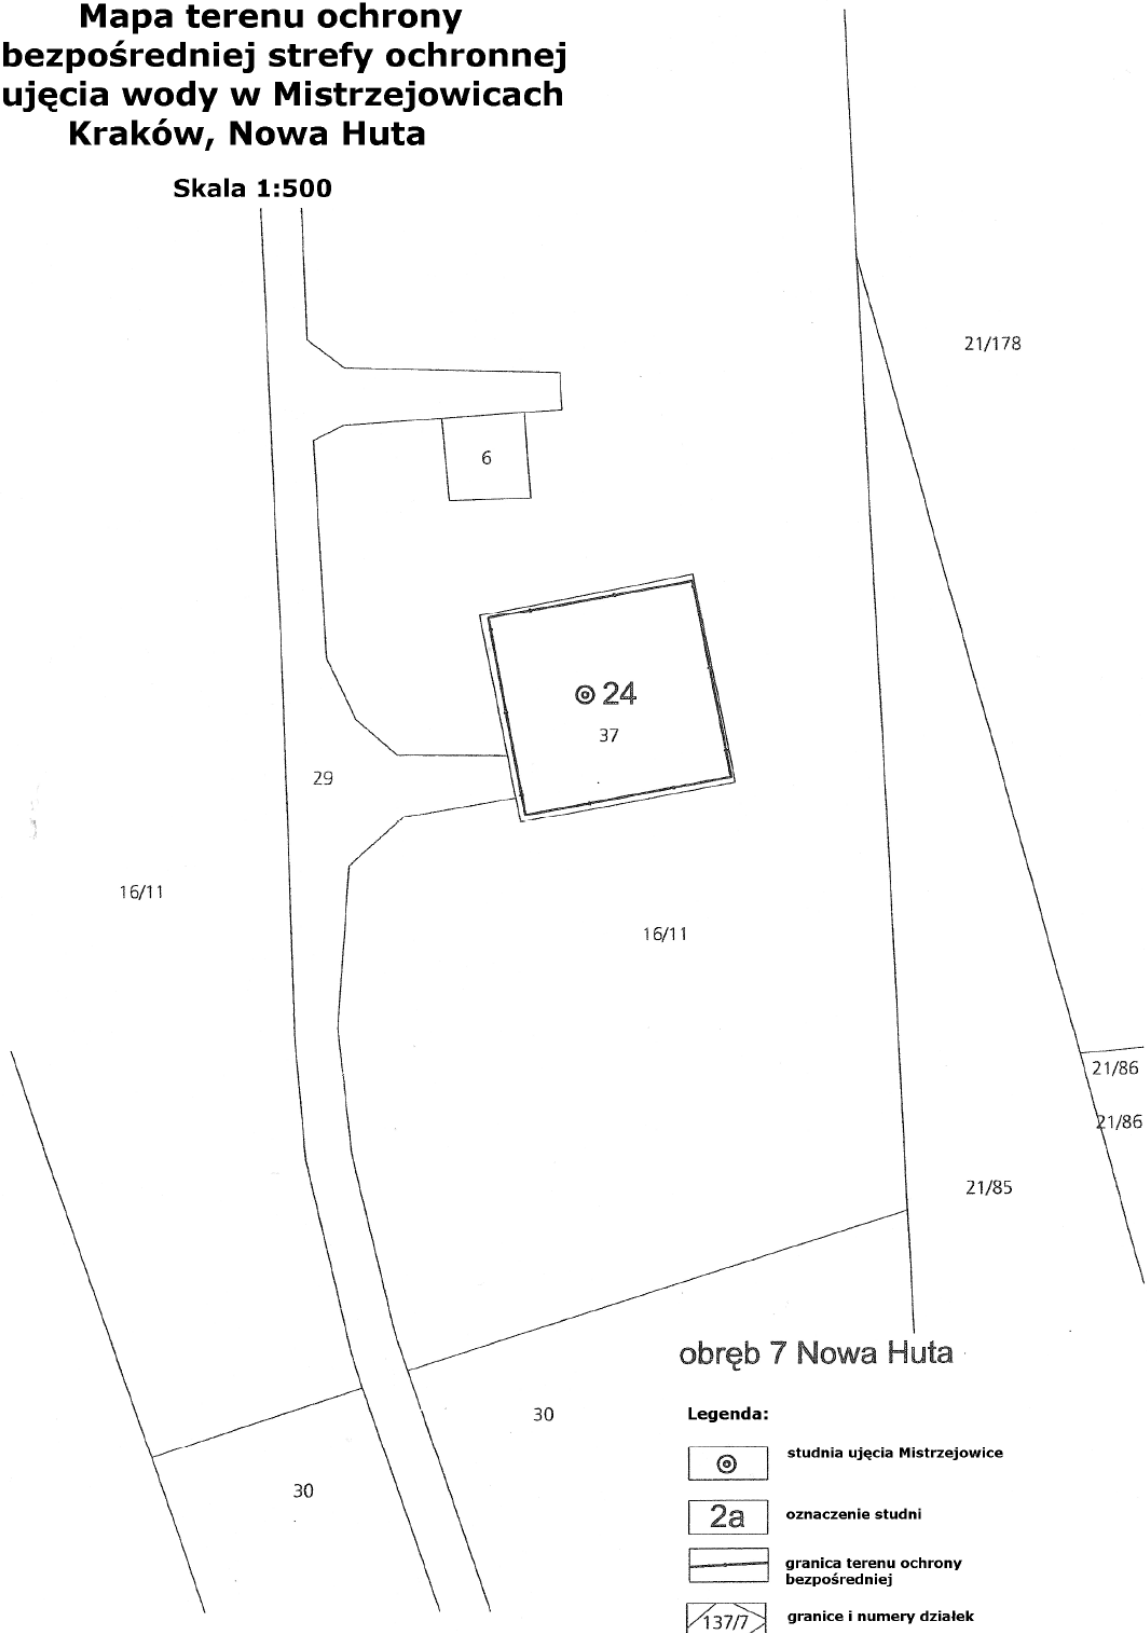 Mapa terenu ochrony
bezpośredniej strefy ochronnej
ujęcia wody w Mistrzejowicach
Kraków, Nowa Huta
Skala 1:500
21/178
6
24
37
29
16/11
16/11
21/86
21/86
21/85
obręb 7 Nowa Huta
30
30
Legenda:
studnia ujęcia Mistrzejowice
2a
oznaczenie studni
granica terenu ochrony
bezpośredniej
137/7
granice i numery działek